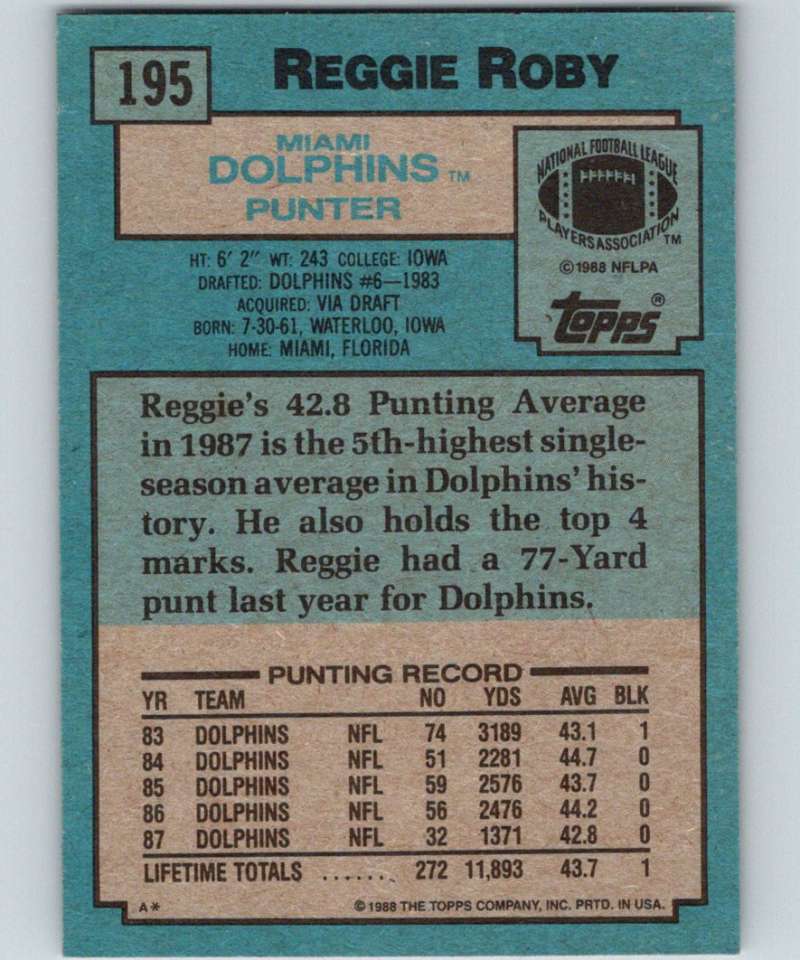 195
REGGIE ROBY
MIAMI
DOLPHINS TM
PUNTER
NATIONAL FOOTBALL LEAGUE
PLAYERS ASSOCIATION TM
©1988 NFLPA
Topps®
HT: 6' 2" WT: 243 COLLEGE: IOWA
DRAFTED: DOLPHINS #6—1983
ACQUIRED: VIA DRAFT
BORN: 7-30-61, WATERLOO, IOWA
HOME: MIAMI, FLORIDA
Reggie's 42.8 Punting Average
in 1987 is the 5th-highest single-
season average in Dolphins' his-
tory. He also holds the top 4
marks. Reggie had a 77-Yard
punt last year for Dolphins.
PUNTING RECORD
YR TEAM NO YDS AVG BLK
83 DOLPHINS NFL 74 3189 43.1 1
84 DOLPHINS NFL 51 2281 44.7 0
85 DOLPHINS NFL 59 2576 43.7 0
86 DOLPHINS NFL 56 2476 44.2 0
87 DOLPHINS NFL 32 1371 42.8 0
LIFETIME TOTALS ...... 272 11,893 43.7 1
A* ©1988 THE TOPPS COMPANY, INC. PRTD. IN USA.